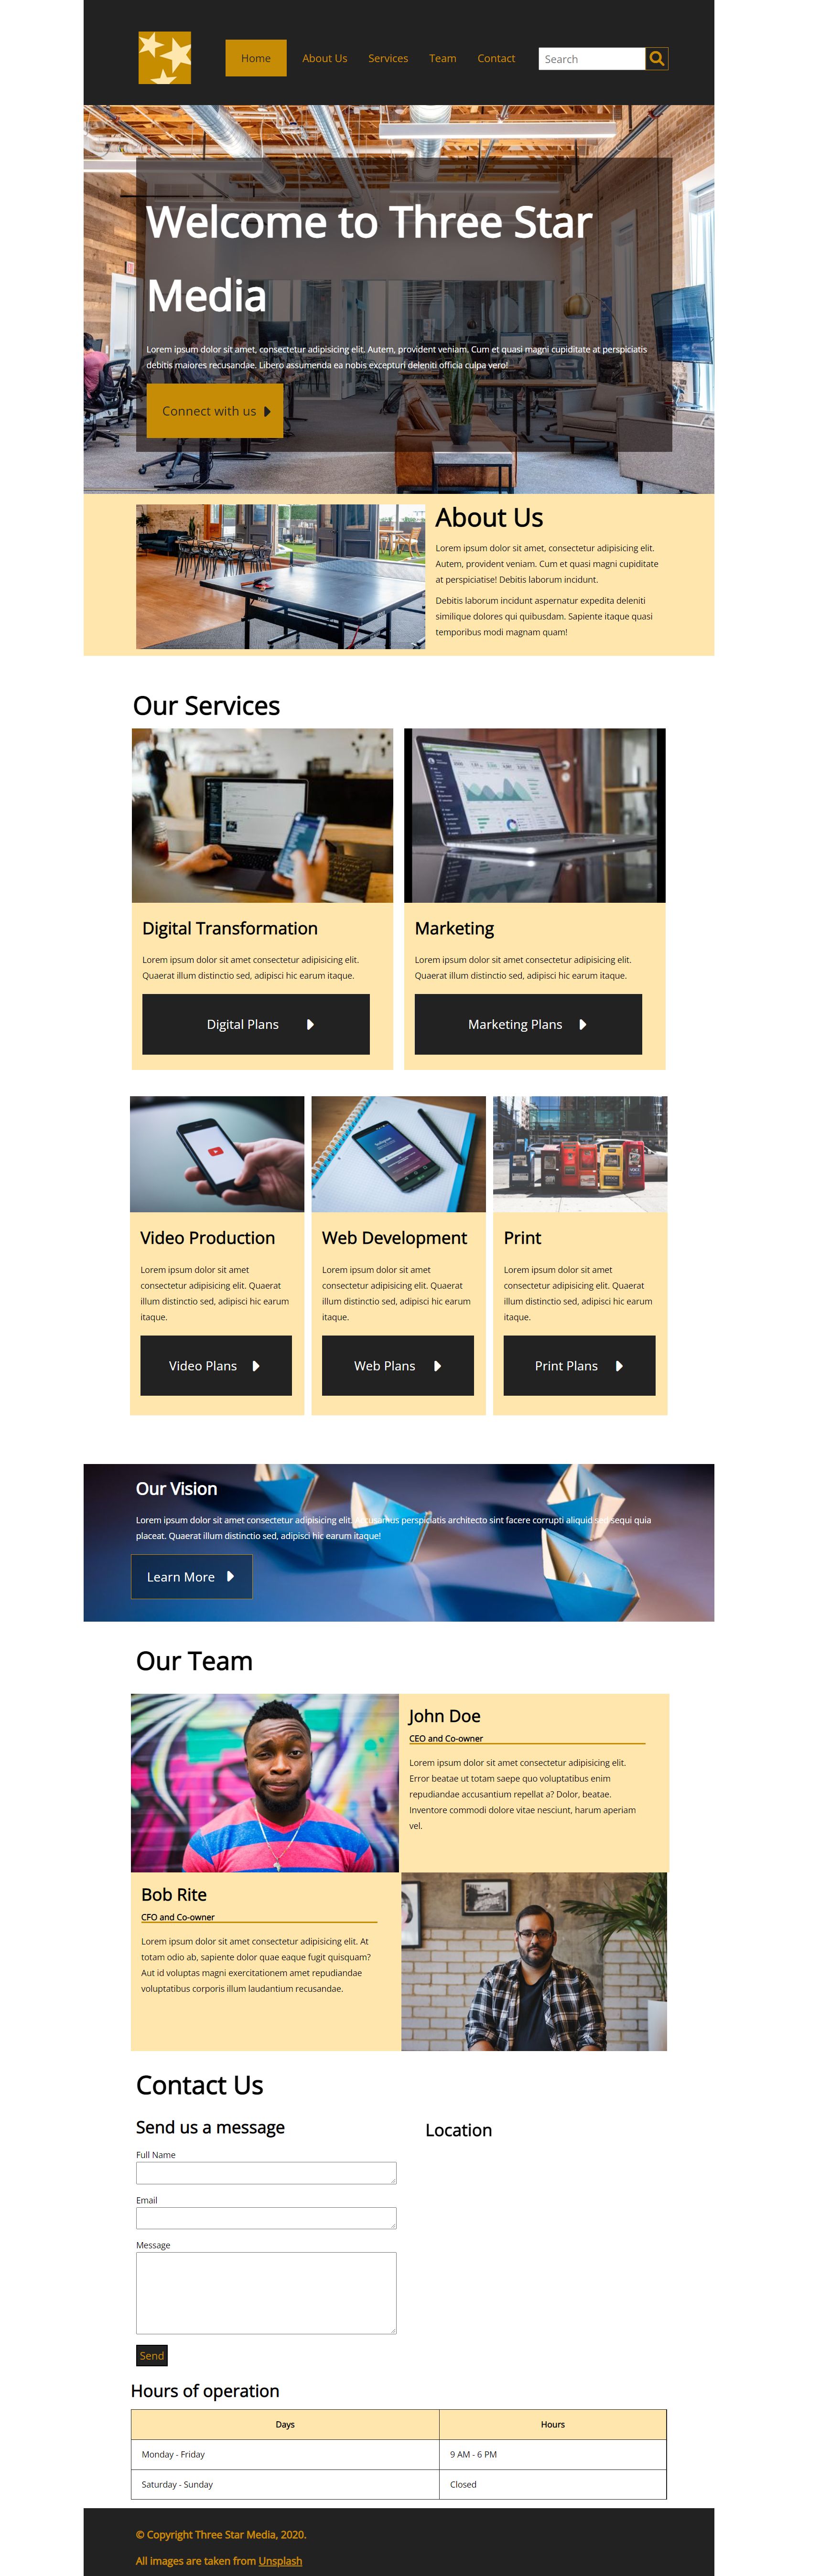 Home
About Us
Services
Team
Contact
Search
Welcome to Three Star
Media
Lorem ipsum dolor sit amet, consectetur adipisicing elit. Autem, provident veniam. Cum et quasi magni cupiditate at perspiciatis
debitis maiores recusandae. Libero assumenda ea nobis excepturi deleniti officia culpa vero!
Connect with us
About Us
Lorem ipsum dolor sit amet, consectetur adipisicing elit.
Autem, provident veniam. Cum et quasi magni cupiditate
at perspiciatise! Debitis laborum incidunt.
Debitis laborum incidunt aspernatur expedita deleniti
similique dolores qui quibusdam. Sapiente itaque quasi
temporibus modi magnam quam!
Our Services
Digital Transformation
Lorem ipsum dolor sit amet consectetur adipisicing elit.
Quaerat illum distinctio sed, adipisci hic earum itaque.
Digital Plans
Marketing
Lorem ipsum dolor sit amet consectetur adipisicing elit.
Quaerat illum distinctio sed, adipisci hic earum itaque.
Marketing Plans
Video Production
Lorem ipsum dolor sit amet
consectetur adipisicing elit. Quaerat
illum distinctio sed, adipisci hic earum
itaque.
Video Plans
Web Development
Lorem ipsum dolor sit amet
consectetur adipisicing elit. Quaerat
illum distinctio sed, adipisci hic earum
itaque.
Web Plans
Print
Lorem ipsum dolor sit amet
consectetur adipisicing elit. Quaerat
illum distinctio sed, adipisci hic earum
itaque.
Print Plans
Our Vision
Lorem ipsum dolor sit amet consectetur adipisicing elit. Accusamus perspiciatis architecto sint facere corrupti aliquid sed sequi quia
placeat. Quaerat illum distinctio sed, adipisci hic earum itaque!
Learn More
Our Team
John Doe
CEO and Co-owner
Lorem ipsum dolor sit amet consectetur adipisicing elit.
Error beatae ut totam saepe quo voluptatibus enim
repudiandae accusantium repellat a? Dolor, beatae.
Inventore commodi dolore vitae nesciunt, harum aperiam
vel.
Bob Rite
CFO and Co-owner
Lorem ipsum dolor sit amet consectetur adipisicing elit. At
totam odio ab, sapiente dolor quae eaque fugit quisquam?
Aut id voluptas magni exercitationem amet repudiandae
voluptatibus corporis illum laudantium recusandae.
Contact Us
Send us a message
Full Name
Email
Message
Send
Location
Hours of operation
Days
Hours
Monday - Friday
9 AM - 6 PM
Saturday - Sunday
Closed
© Copyright Three Star Media, 2020.
All images are taken from Unsplash